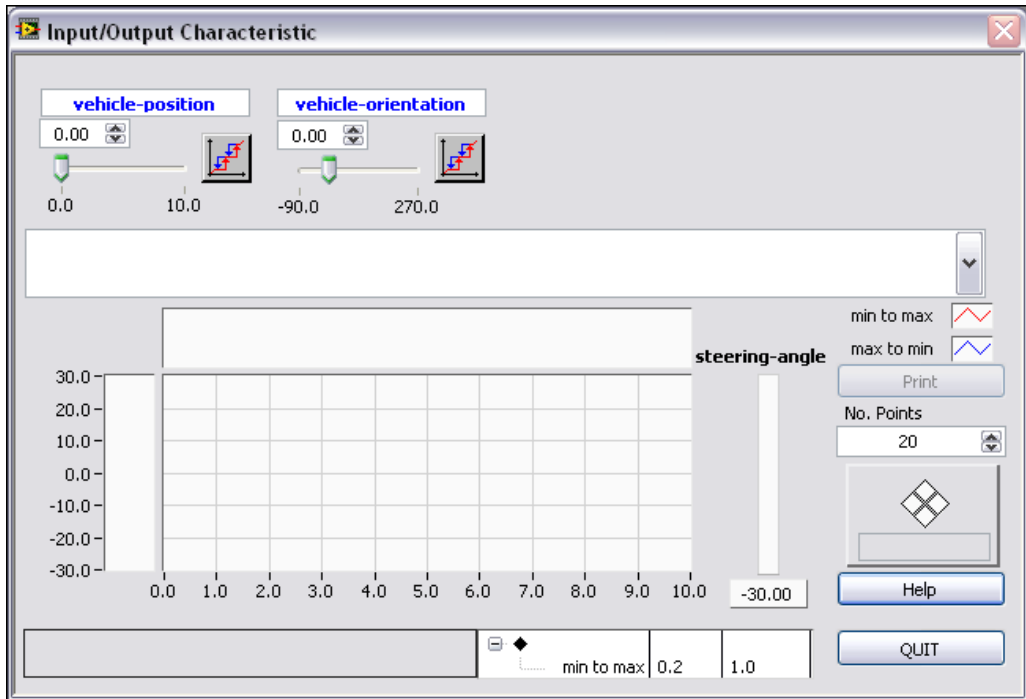 Input/Output Characteristic
vehicle-position
vehicle-orientation
0.00
0.00
0.0 10.0
-90.0 270.0
min to max
max to min
steering-angle
Print
No. Points
20
30.0
20.0
10.0
0.0
-10.0
-20.0
-30.0
0.0 1.0 2.0 3.0 4.0 5.0 6.0 7.0 8.0 9.0 10.0
-30.00
Help
min to max 0.2 1.0
QUIT